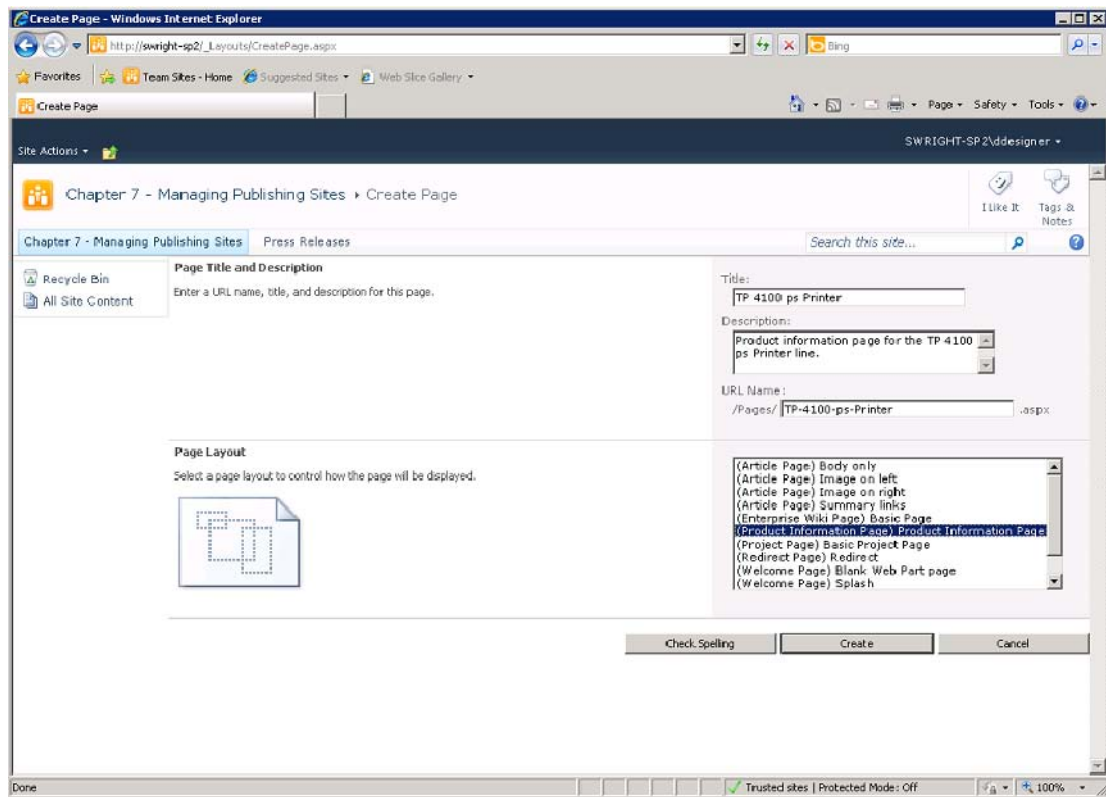 Create Page - Windows Internet Explorer
http://swright-sp2/_Layouts/CreatePage.aspx
Bing
Favorites
Team Sites - Home
Suggested Sites
Web Slice Gallery
Create Page
Page
Safety
Tools
Site Actions
SWRIGHT-SP2\ddesigner
Chapter 7 - Managing Publishing Sites
Create Page
I Like It
Tags &
Notes
Chapter 7 - Managing Publishing Sites
Press Releases
Search this site...
Recycle Bin
All Site Content
Page Title and Description
Enter a URL name, title, and description for this page.
Title:
TP 4100 ps Printer
Description:
Product information page for the TP 4100
ps Printer line.
URL Name:
/Pages/ TP-4100-ps-Printer .aspx
Page Layout
Select a page layout to control how the page will be displayed.
(Article Page) Body only
(Article Page) Image on left
(Article Page) Image on right
(Article Page) Summary links
(Enterprise Wiki Page) Basic Page
(Product Information Page) Product Information Page
(Project Page) Basic Project Page
(Redirect Page) Redirect
(Welcome Page) Blank Web Part page
(Welcome Page) Splash
Check Spelling
Create
Cancel
Done
Trusted sites | Protected Mode: Off
100%